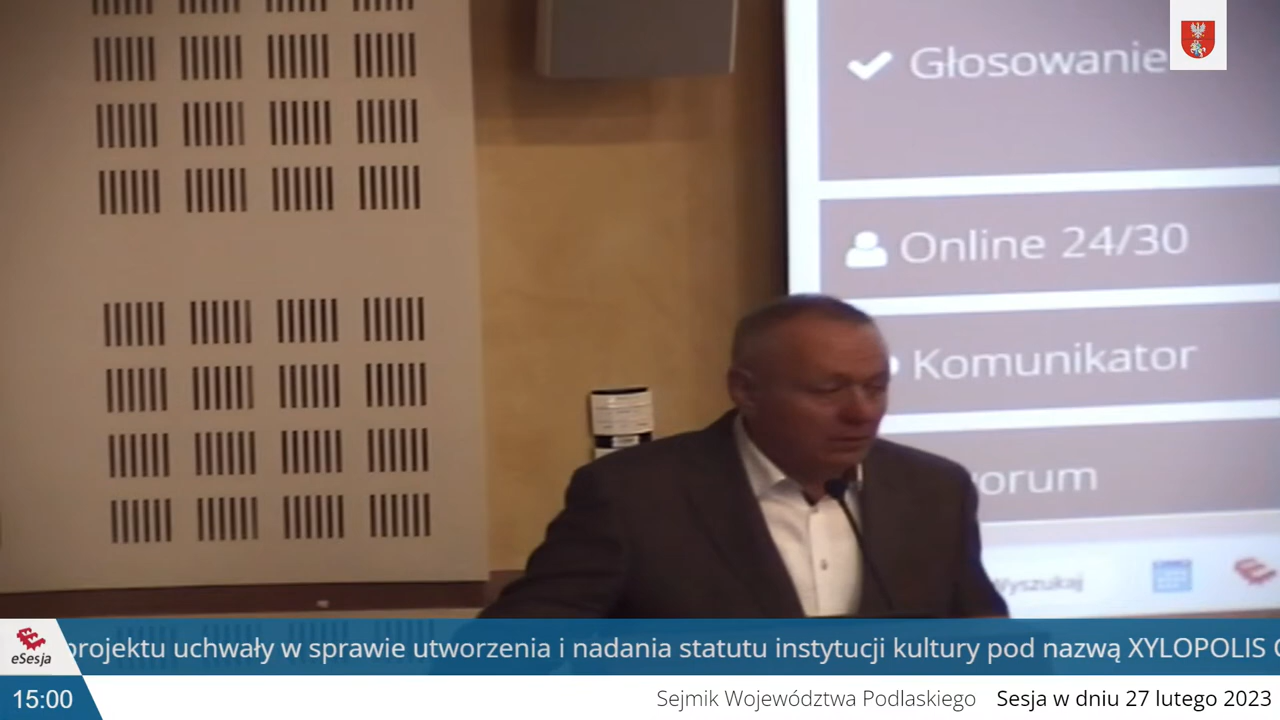 Głosowanie
Online 24/30
Komunikator
orum
Wyszukaj
projektu uchwały w sprawie utworzenia i nadania statutu instytucji kultury pod nazwą XYLOPOLIS
eSesja
15:00
Sejmik Województwa Podlaskiego Sesja w dniu 27 lutego 2023